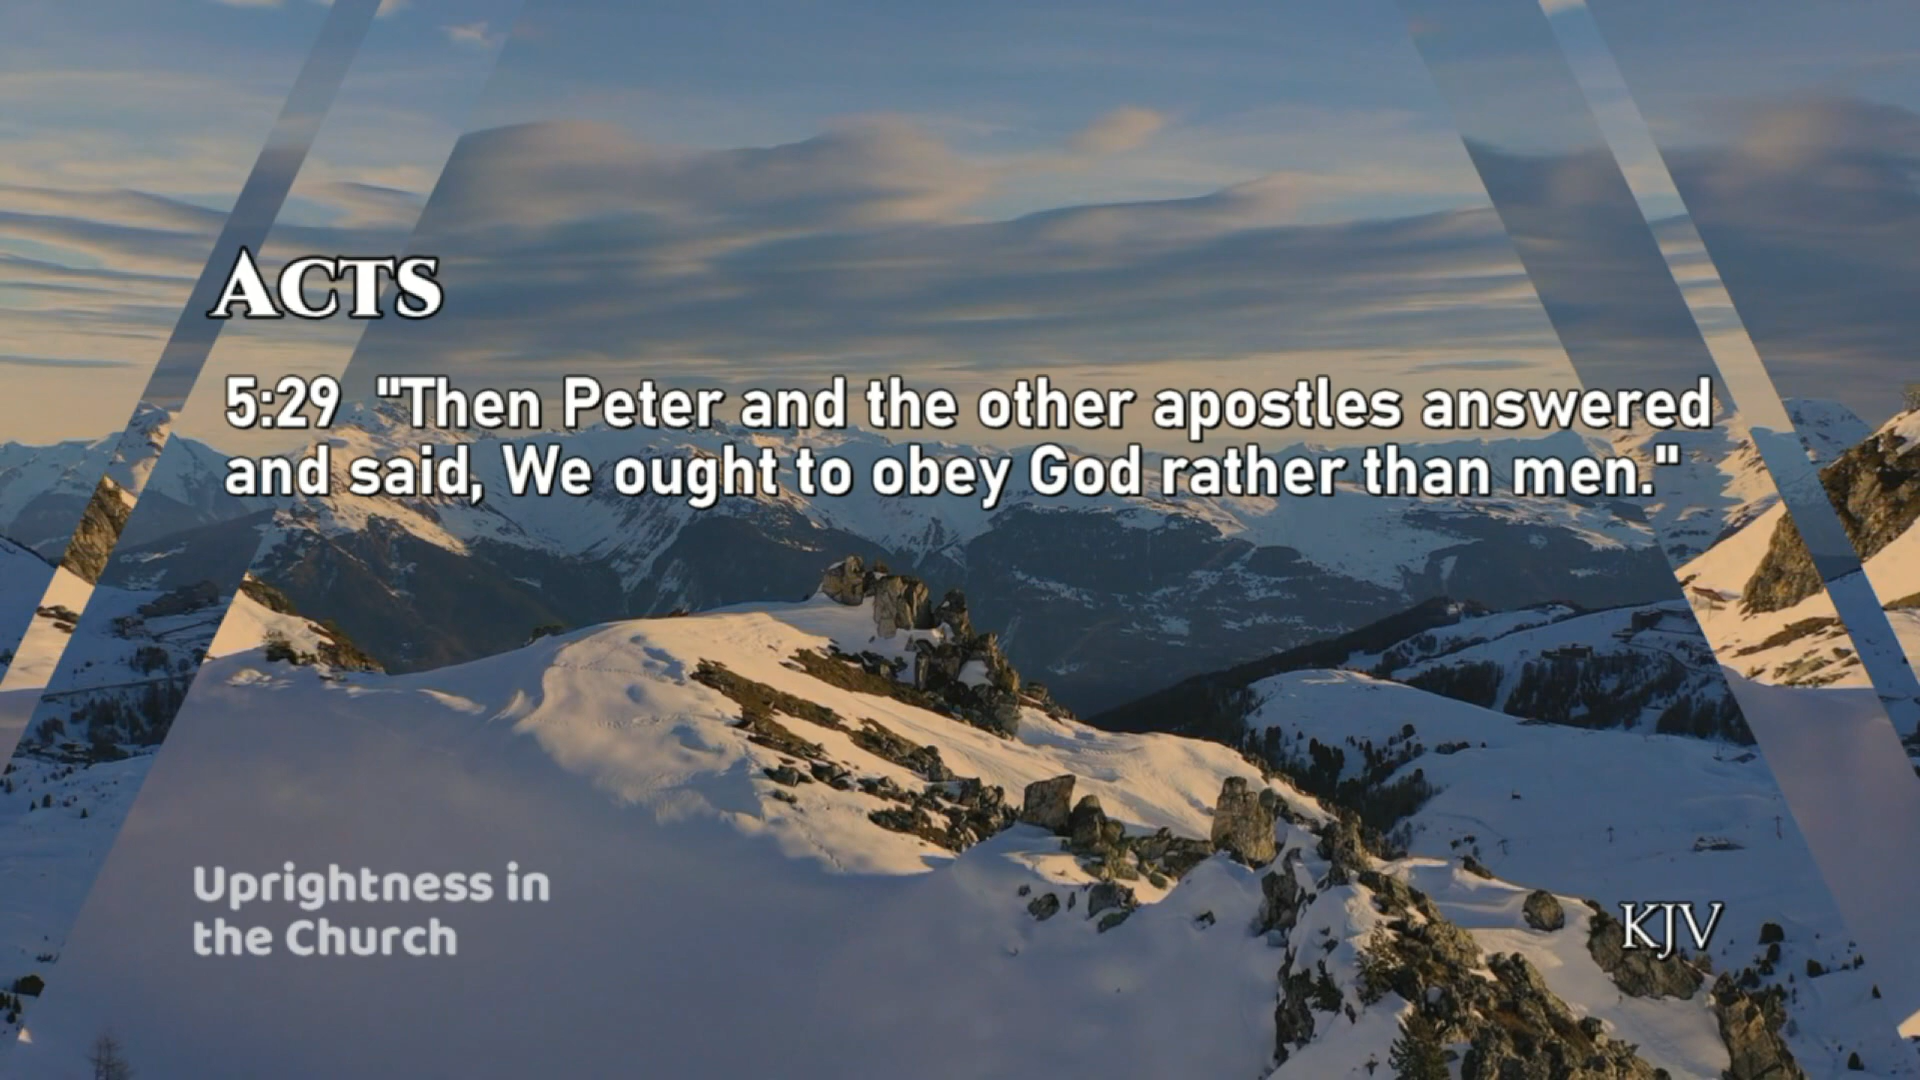 ACTS
5:29 "Then Peter and the other apostles answered
and said, We ought to obey God rather than men."
Uprightness in
the Church
KJV